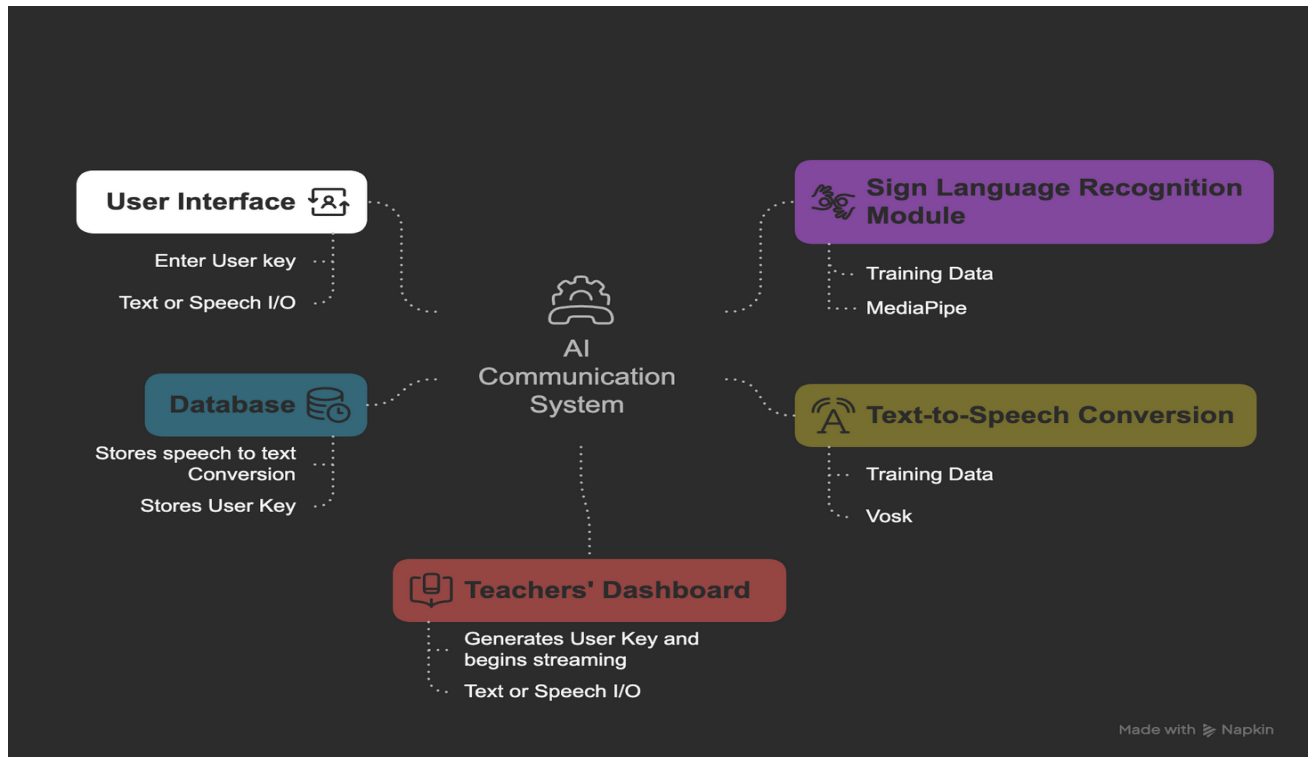 User Interface
Enter User key
Text or Speech I/O
Database
Stores speech to text
Conversion
Stores User Key
AI
Communication
System
Sign Language Recognition
Module
Training Data
MediaPipe
Text-to-Speech Conversion
Training Data
Vosk
Teachers' Dashboard
Generates User Key and
begins streaming
Text or Speech I/O
Made with Napkin